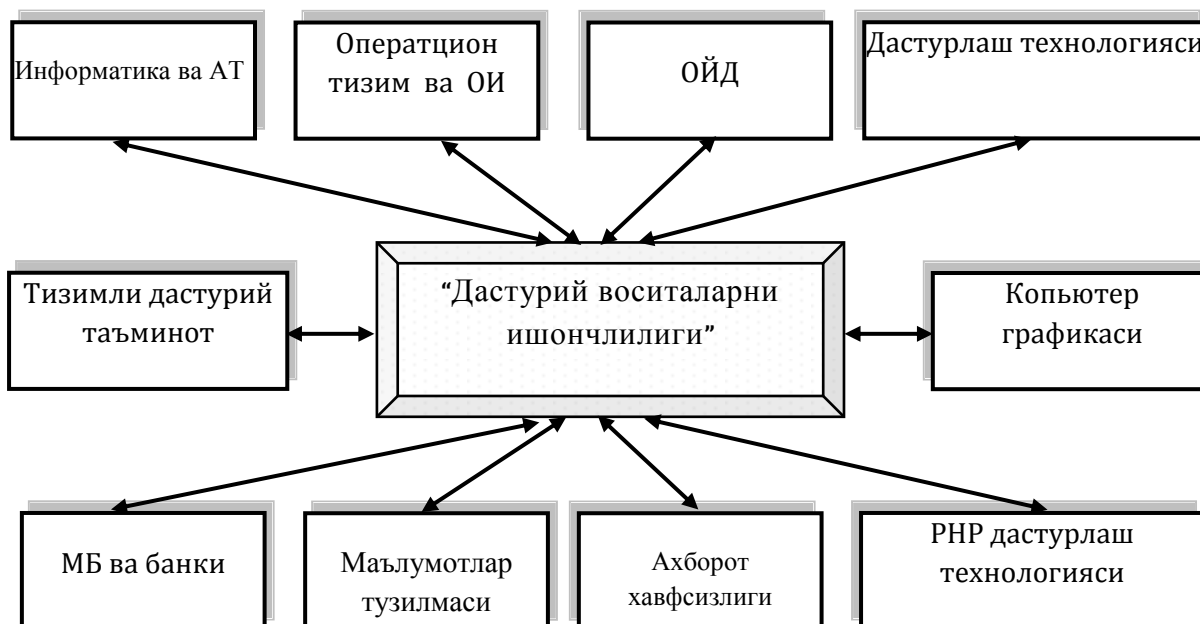 Информатика ва АТ
Оператцион
тизим ва ОИ
ОЙД
Дастурлаш технологияси
Тизимли дастурий
таъминот
“Дастурий воситаларни
ишончлилиги”
Копьютер
графикаси
МБ ва банки
Маълумотлар
тузилмаси
Ахборот
хавфсизлиги
РНР дастурлаш
технологияси